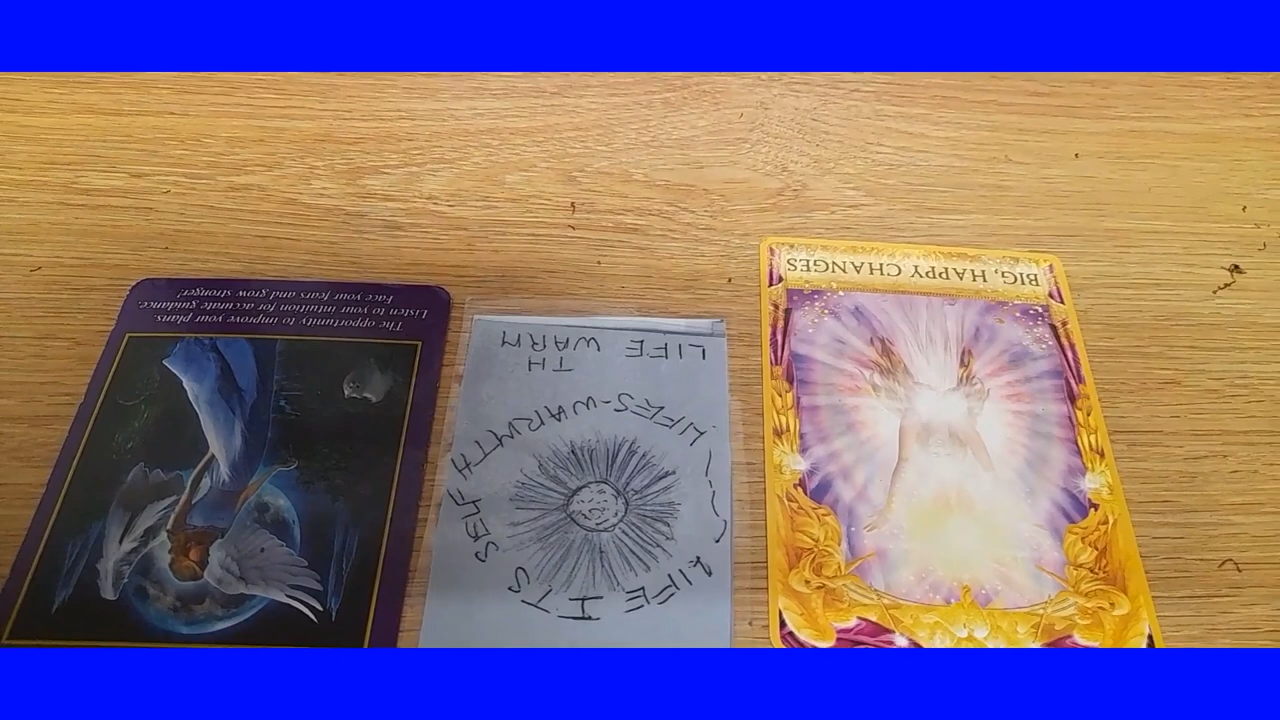 The opportunity to improve your plans.
Listen to your intuition for accurate guidance.
Face your fears and grow stronger!
LIFE WARM
TH
LIFE ITS
SELF
LIFES-WARMTH
BIG, HAPPY CHANGES